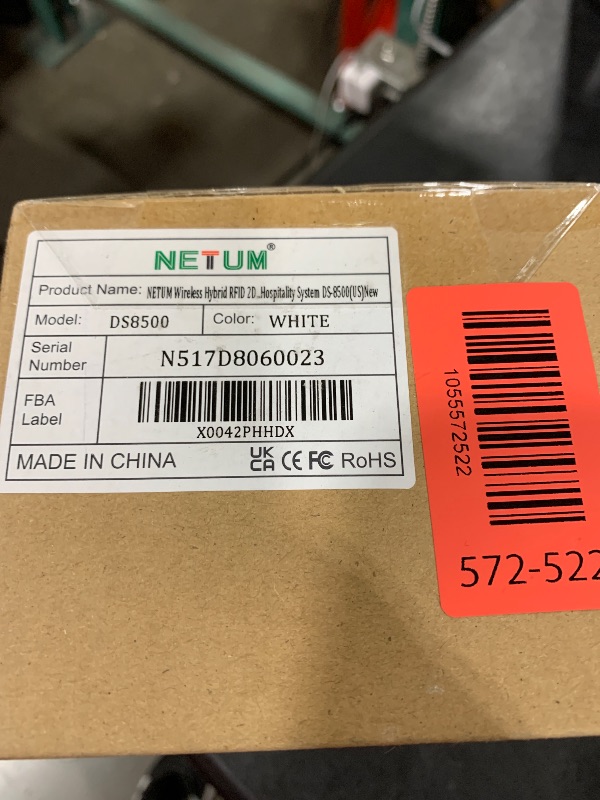 NETUM®
Product Name: NETUM Wireless Hybrid RFID 2D...Hospitality System DS-8500(US)New
Model: DS8500 Color: WHITE
Serial Number N517D8060023
FBA Label
X0042PHHDX
MADE IN CHINA UK CA CE FC RoHS
1055572522
572-522